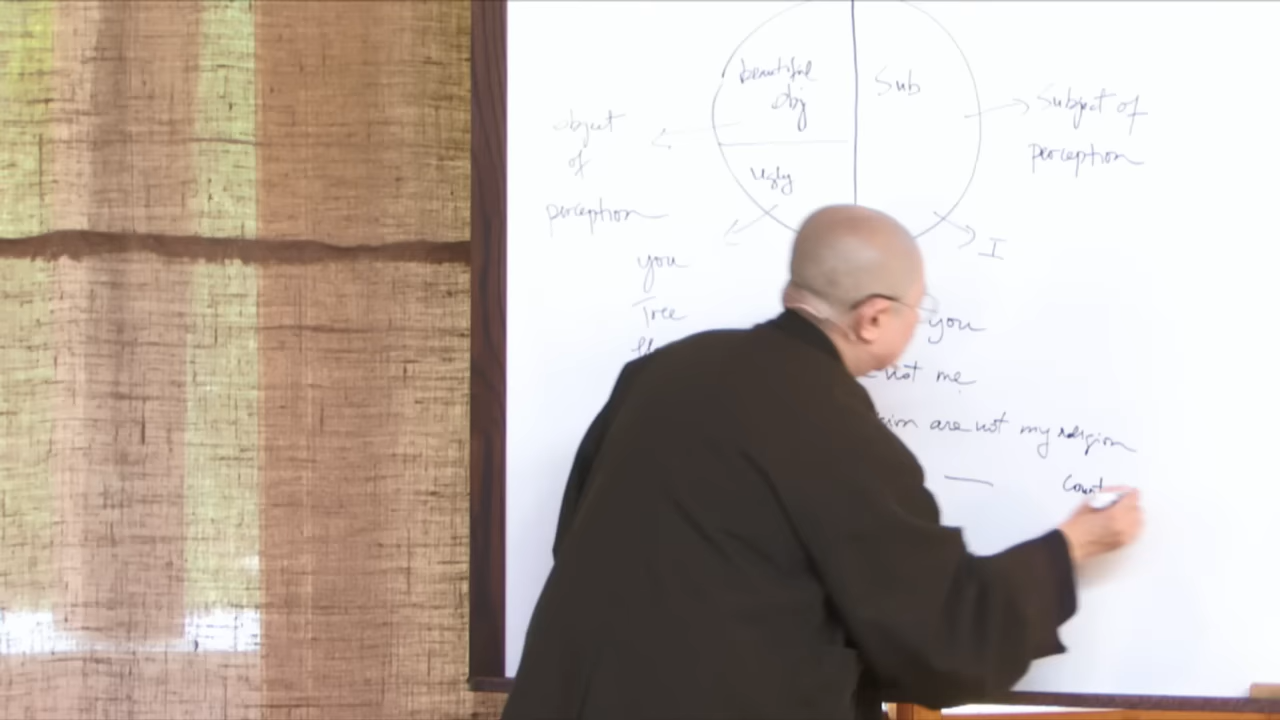 beautiful
obj
Sub
object
of
perception
Ugly
Subject of
perception
I
you
Tree
you
not me
are not my religion
Count